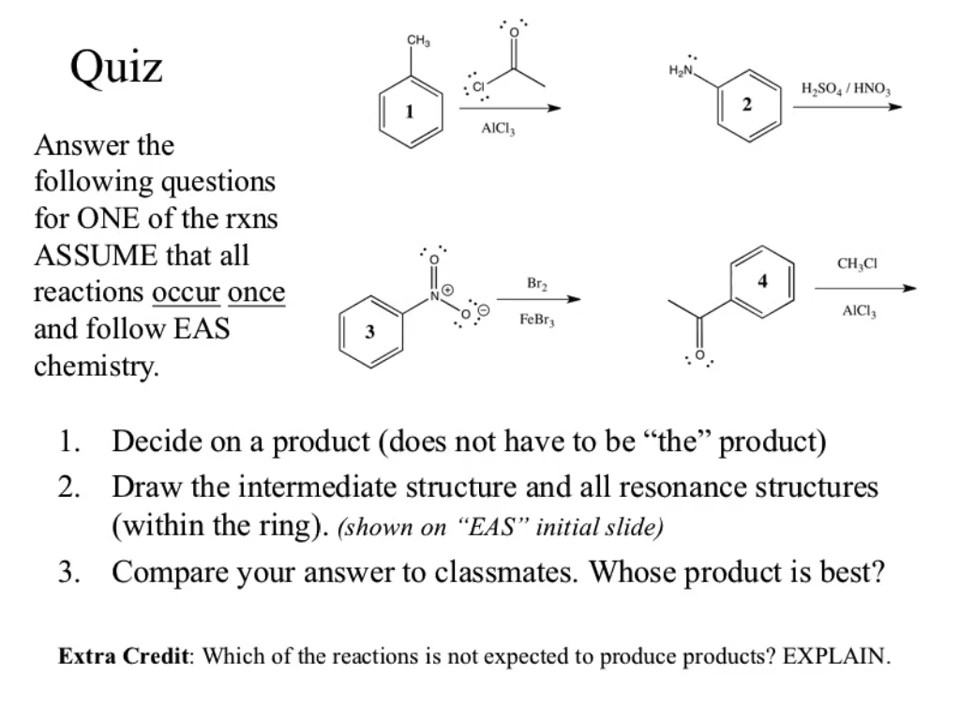 Quiz
Answer the
following questions
for ONE of the rxns
ASSUME that all
reactions occur once
and follow EAS
chemistry.
CH₃
O
Cl
1
AlCl₃
H₂N
2
H₂SO₄ / HNO₃
O
N⊕
O⊖
3
Br₂
FeBr₃
4
O
CH₃Cl
AlCl₃
1. Decide on a product (does not have to be “the” product)
2. Draw the intermediate structure and all resonance structures
(within the ring). (shown on “EAS” initial slide)
3. Compare your answer to classmates. Whose product is best?
Extra Credit: Which of the reactions is not expected to produce products? EXPLAIN.